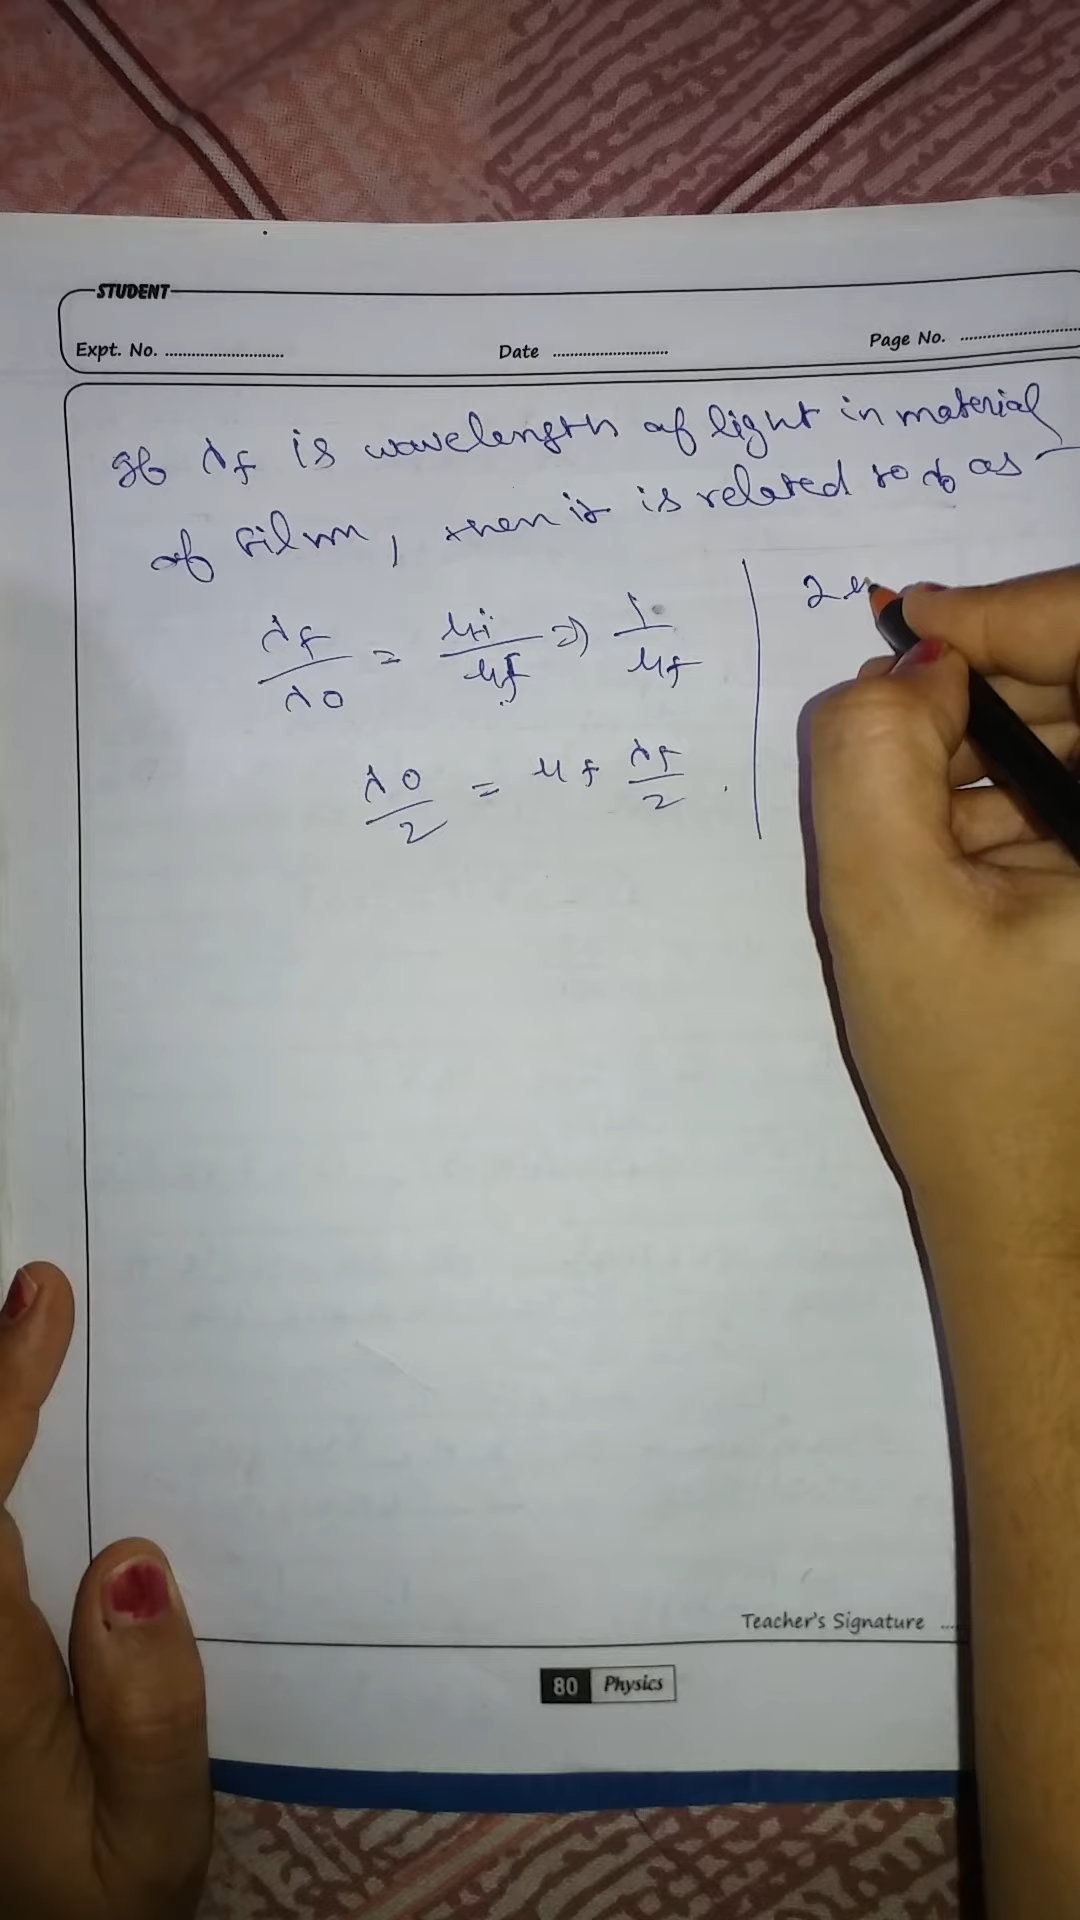 STUDENT
Expt. No. ............................
Date ............................
Page No. ............................
If λf is wavelength of light in material
of film, then it is related to λ0 as –
λf/λ0 = μi/μf ⇒ 1/μf
2 μ
λ0/2 = μf λf/2 .
Teacher's Signature ...
80 Physics